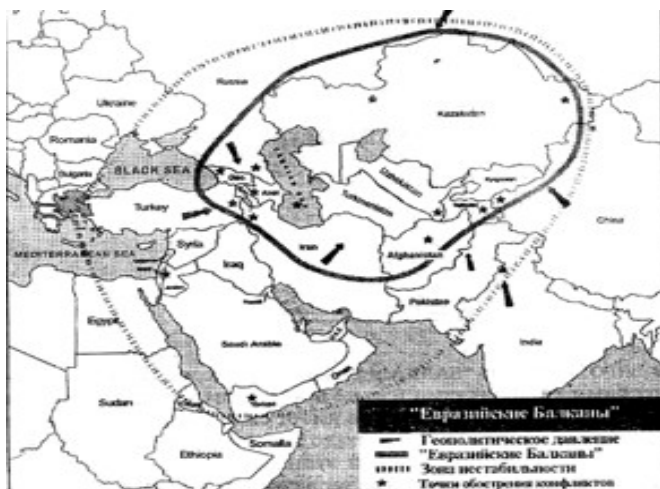 Russia
Ukraine
Kazakhstan
Romania
Bulgaria
BLACK SEA
Uzbekistan
Turkmenistan
Turkey
China
MEDITERRANEAN SEA
Syria
Iran
Afghanistan
Iraq
Pakistan
Egypt
India
Saudi Arabia
Oman
Sudan
Ethiopia
Somalia
"Евразийские Балканы"
Геополитическое давление
"Евразийские Балканы"
Зона нестабильности
Точки обострения конфликтов